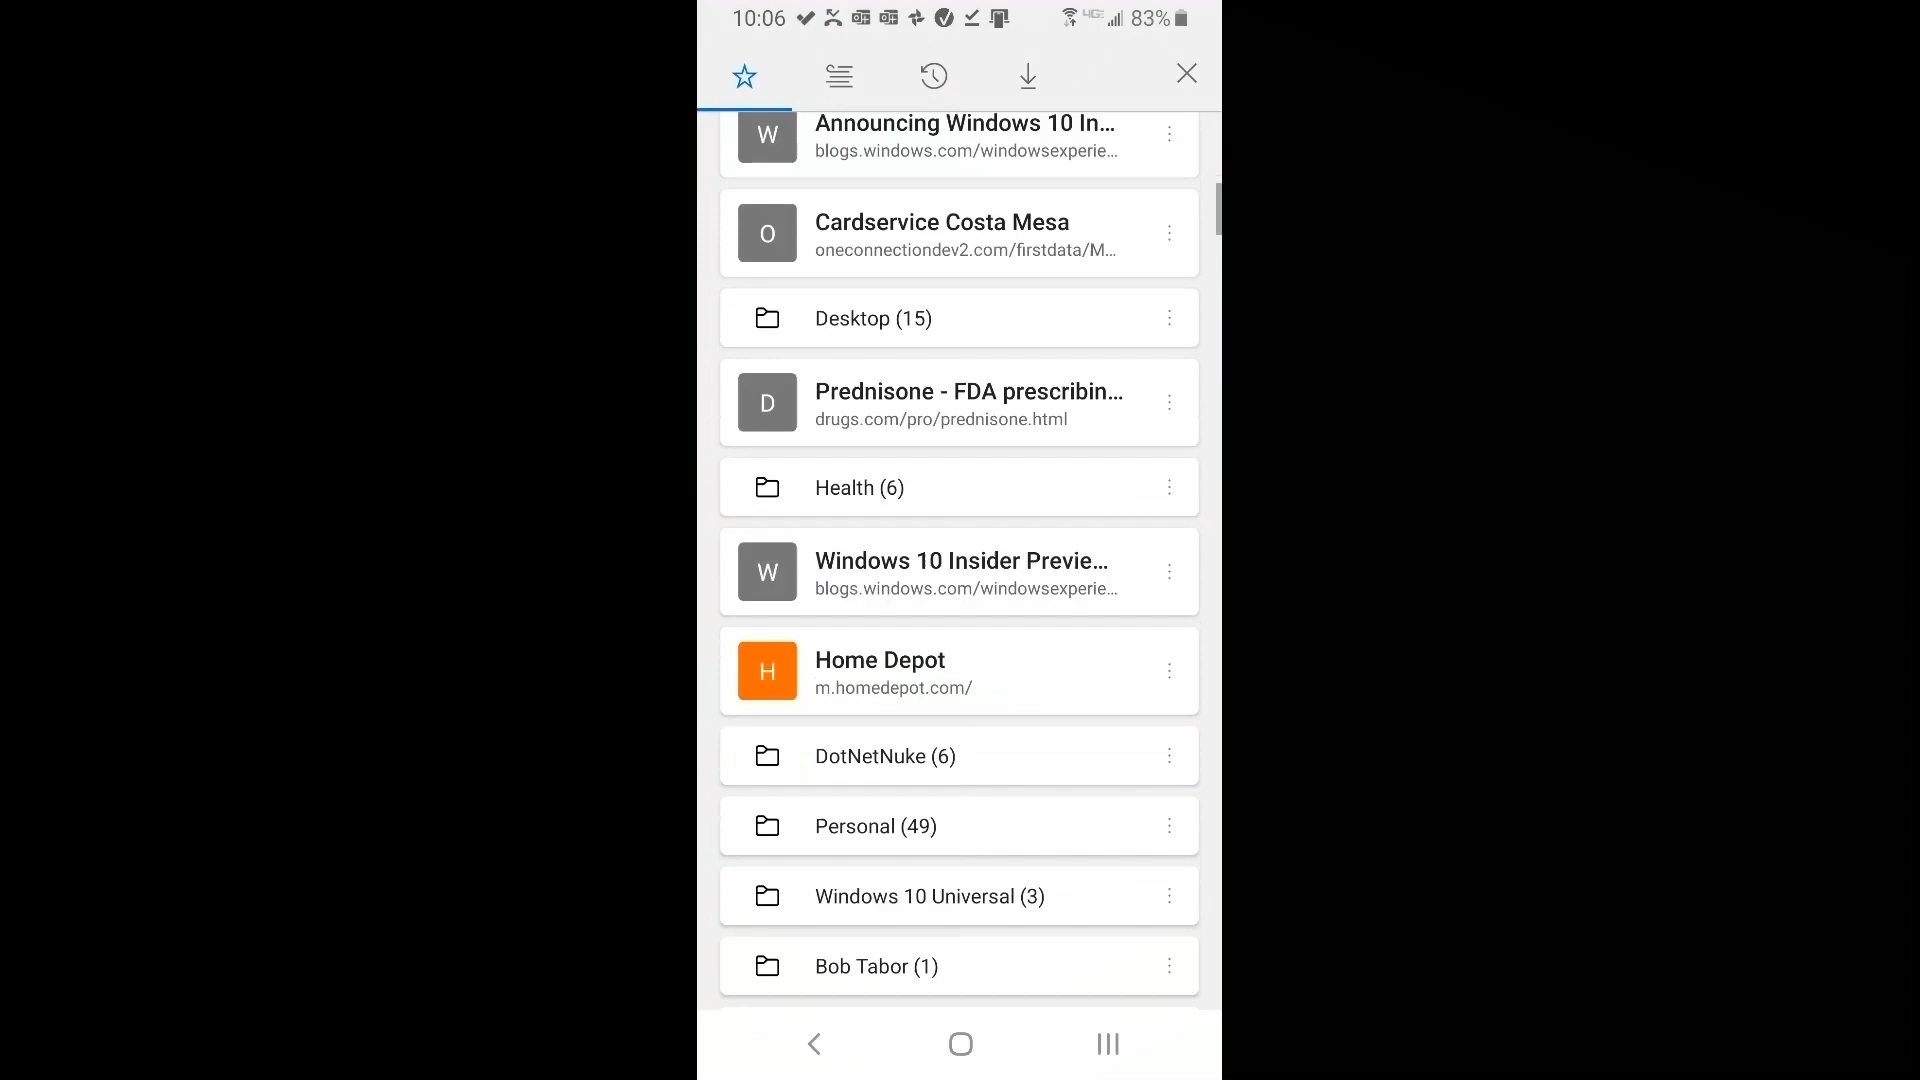 10:06 83%
W Announcing Windows 10 In...
blogs.windows.com/windowsexperie...
O Cardservice Costa Mesa
oneconnectiondev2.com/firstdata/M...
Desktop (15)
D Prednisone - FDA prescribin...
drugs.com/pro/prednisone.html
Health (6)
W Windows 10 Insider Previe...
blogs.windows.com/windowsexperie...
H Home Depot
m.homedepot.com/
DotNetNuke (6)
Personal (49)
Windows 10 Universal (3)
Bob Tabor (1)